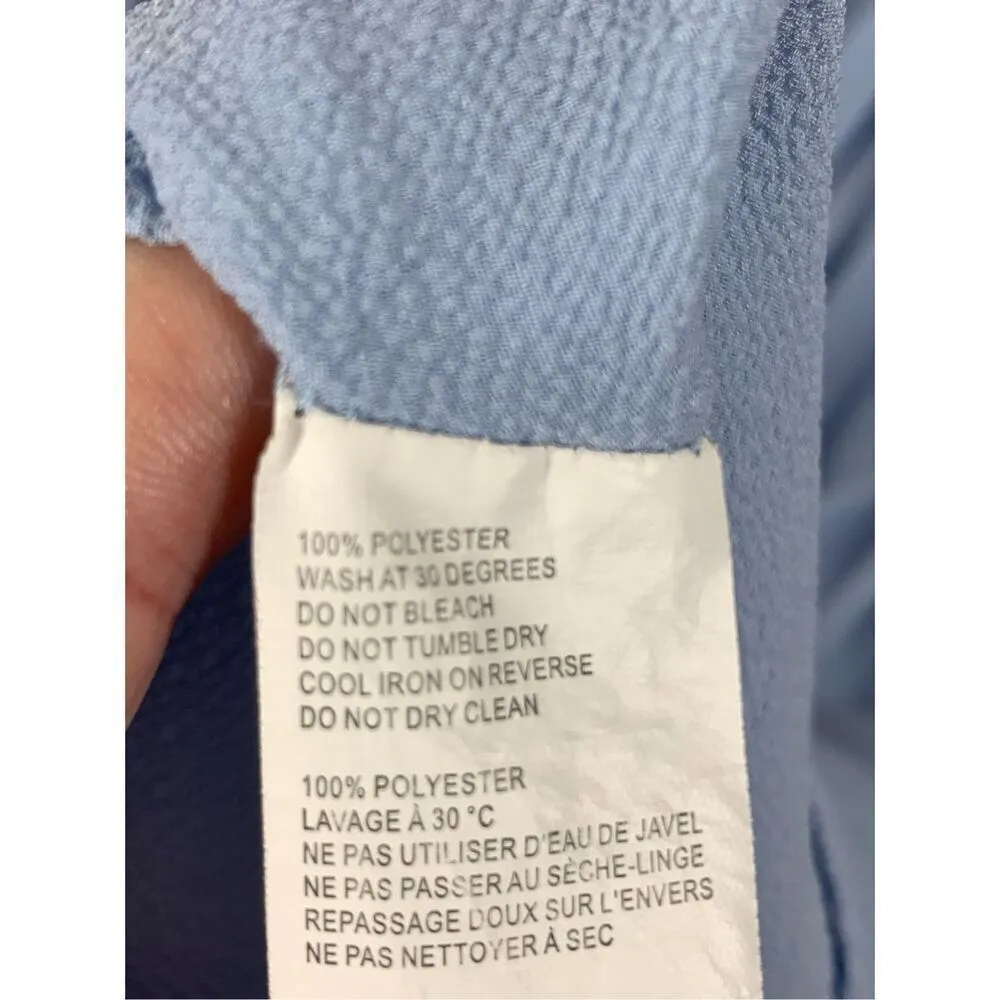 100% POLYESTER
WASH AT 30 DEGREES
DO NOT BLEACH
DO NOT TUMBLE DRY
COOL IRON ON REVERSE
DO NOT DRY CLEAN
100% POLYESTER
LAVAGE À 30 °C
NE PAS UTILISER D'EAU DE JAVEL
NE PAS PASSER AU SÈCHE-LINGE
REPASSAGE DOUX SUR L'ENVERS
NE PAS NETTOYER À SEC